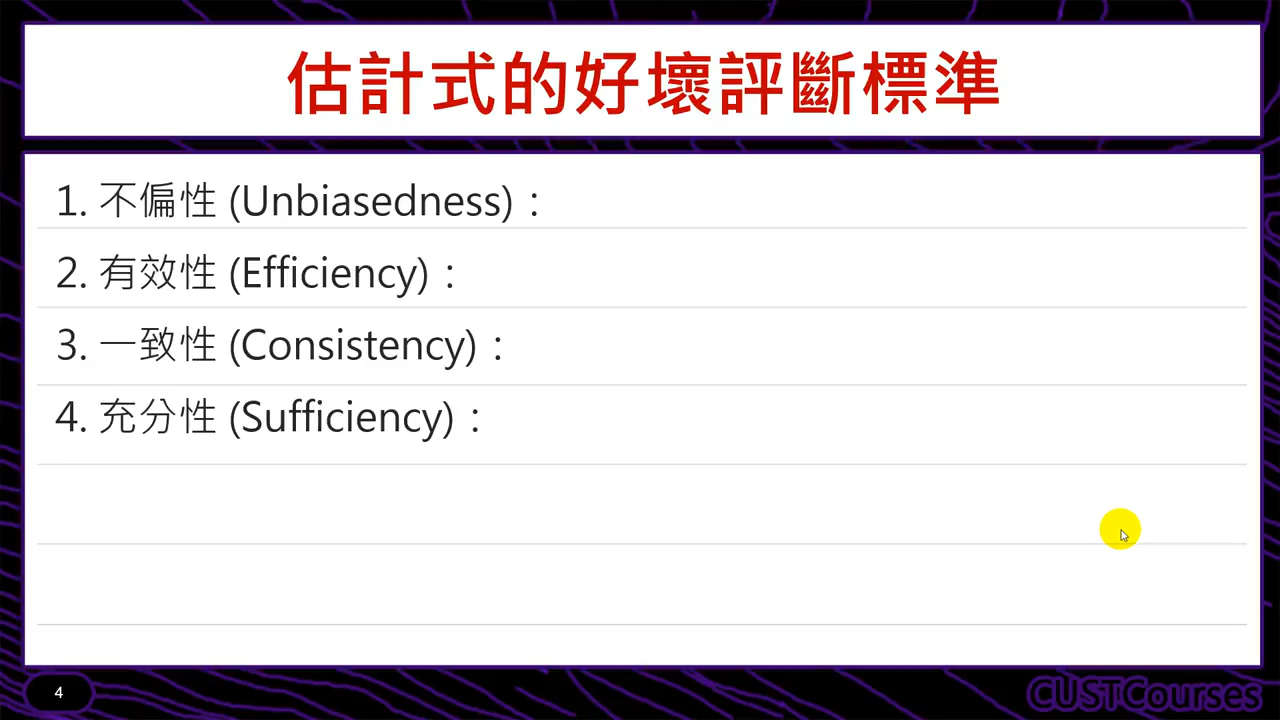 估計式的好壞評斷標準
1. 不偏性 (Unbiasedness)：
2. 有效性 (Efficiency)：
3. 一致性 (Consistency)：
4. 充分性 (Sufficiency)：
4
CUSTCourses